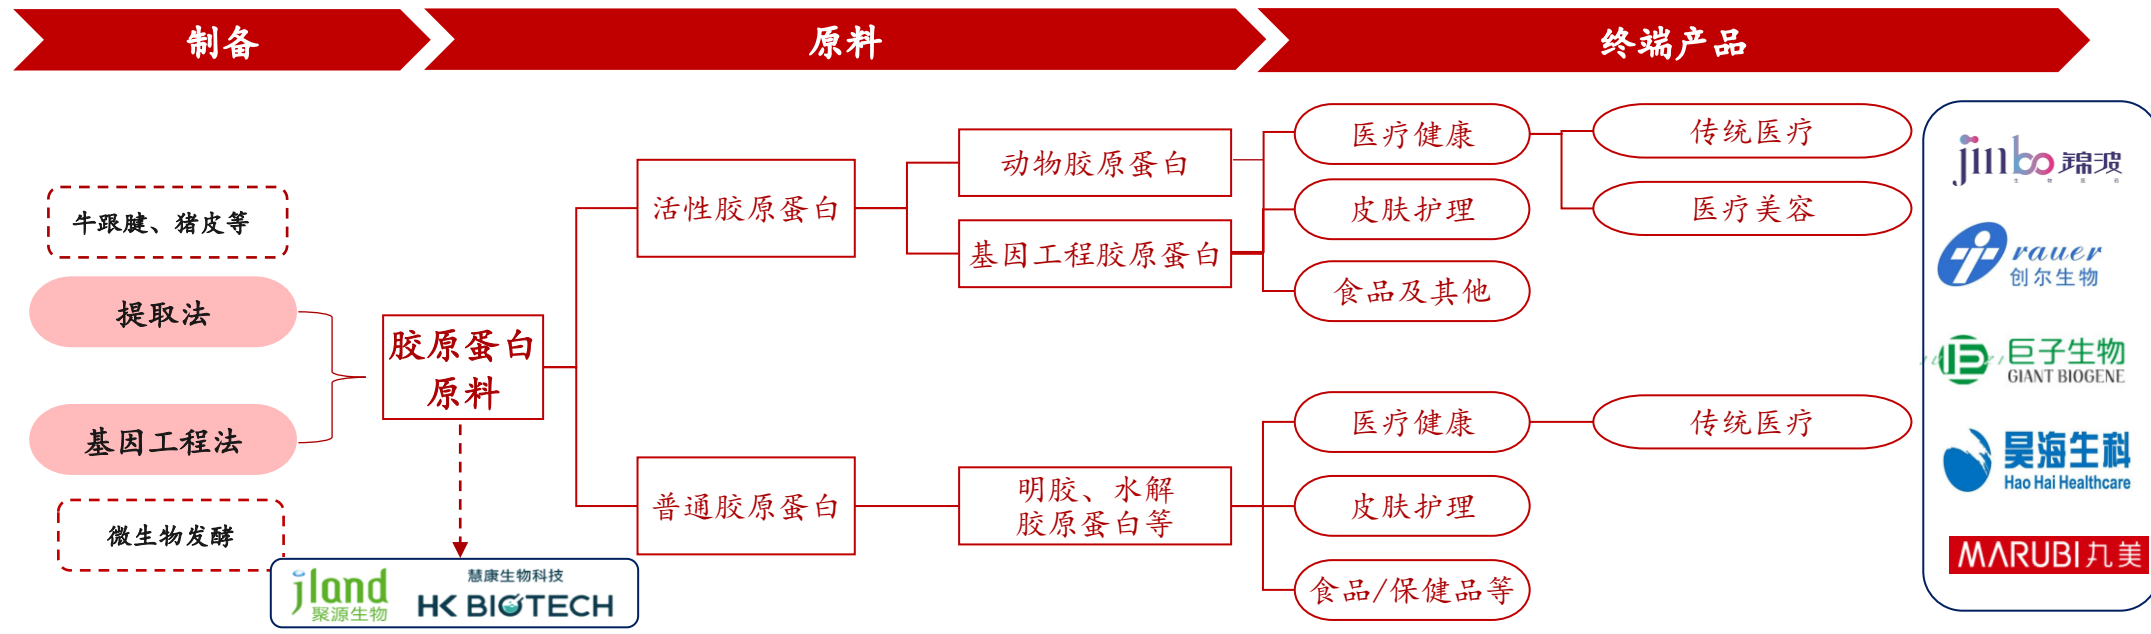 制备
原料
终端产品
牛跟腱、猪皮等
提取法
基因工程法
微生物发酵
胶原蛋白
原料
jland
聚源生物
慧康生物科技
HK BIOTECH
活性胶原蛋白
普通胶原蛋白
动物胶原蛋白
基因工程胶原蛋白
明胶、水解
胶原蛋白等
医疗健康
皮肤护理
食品及其他
传统医疗
医疗美容
医疗健康
皮肤护理
食品/保健品等
传统医疗
jinbo 锦波
生物医药
rauer
创尔生物
巨子生物
GIANT BIOGENE
昊海生科
Hao Hai Healthcare
MARUBI 丸美